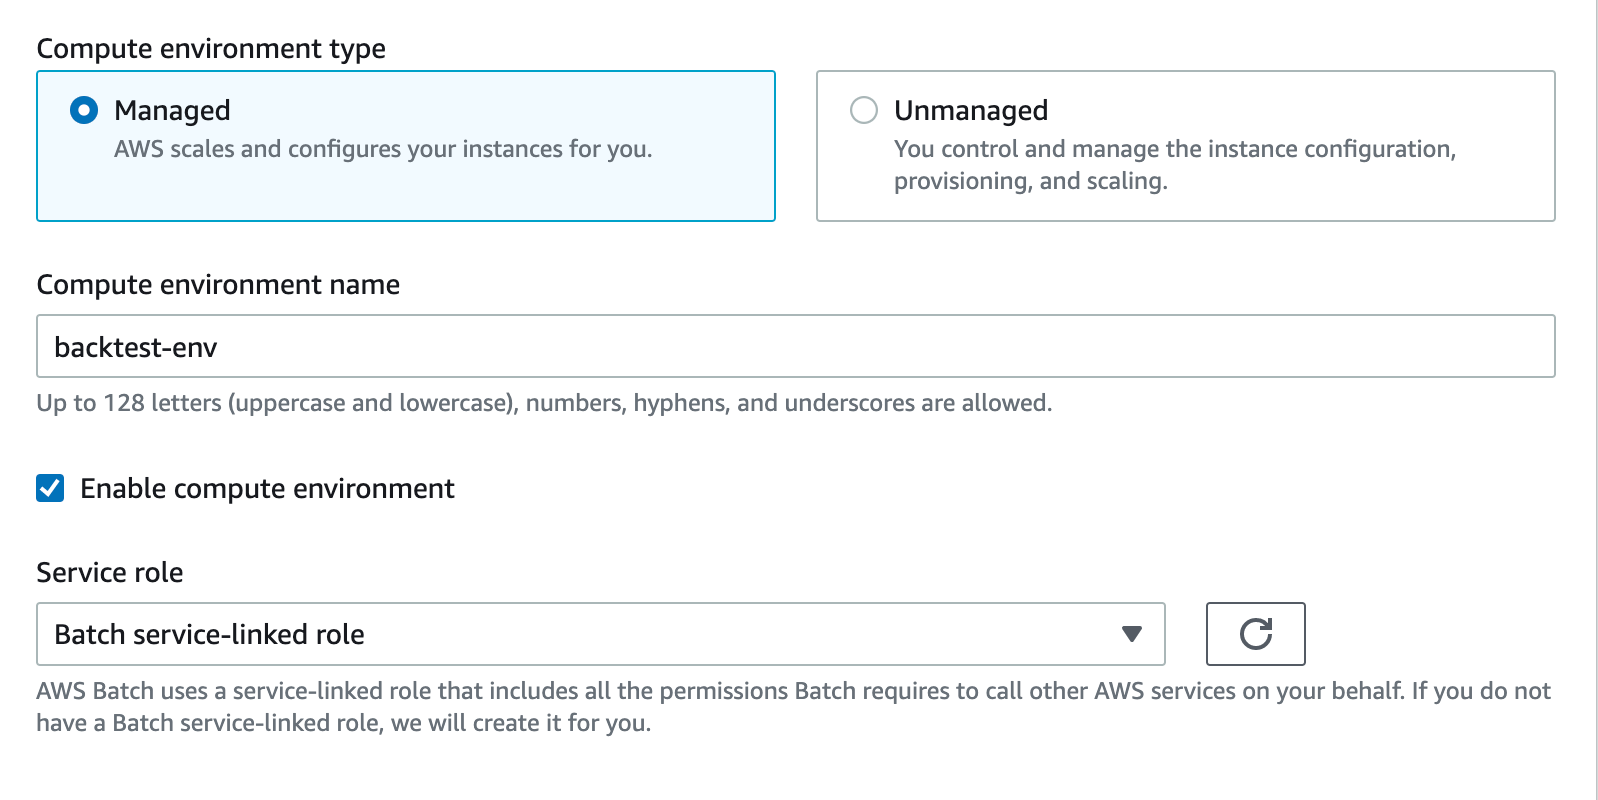 Compute environment type
Managed
AWS scales and configures your instances for you.
Unmanaged
You control and manage the instance configuration,
provisioning, and scaling.
Compute environment name
backtest-env
Up to 128 letters (uppercase and lowercase), numbers, hyphens, and underscores are allowed.
Enable compute environment
Service role
Batch service-linked role
AWS Batch uses a service-linked role that includes all the permissions Batch requires to call other AWS services on your behalf. If you do not
have a Batch service-linked role, we will create it for you.